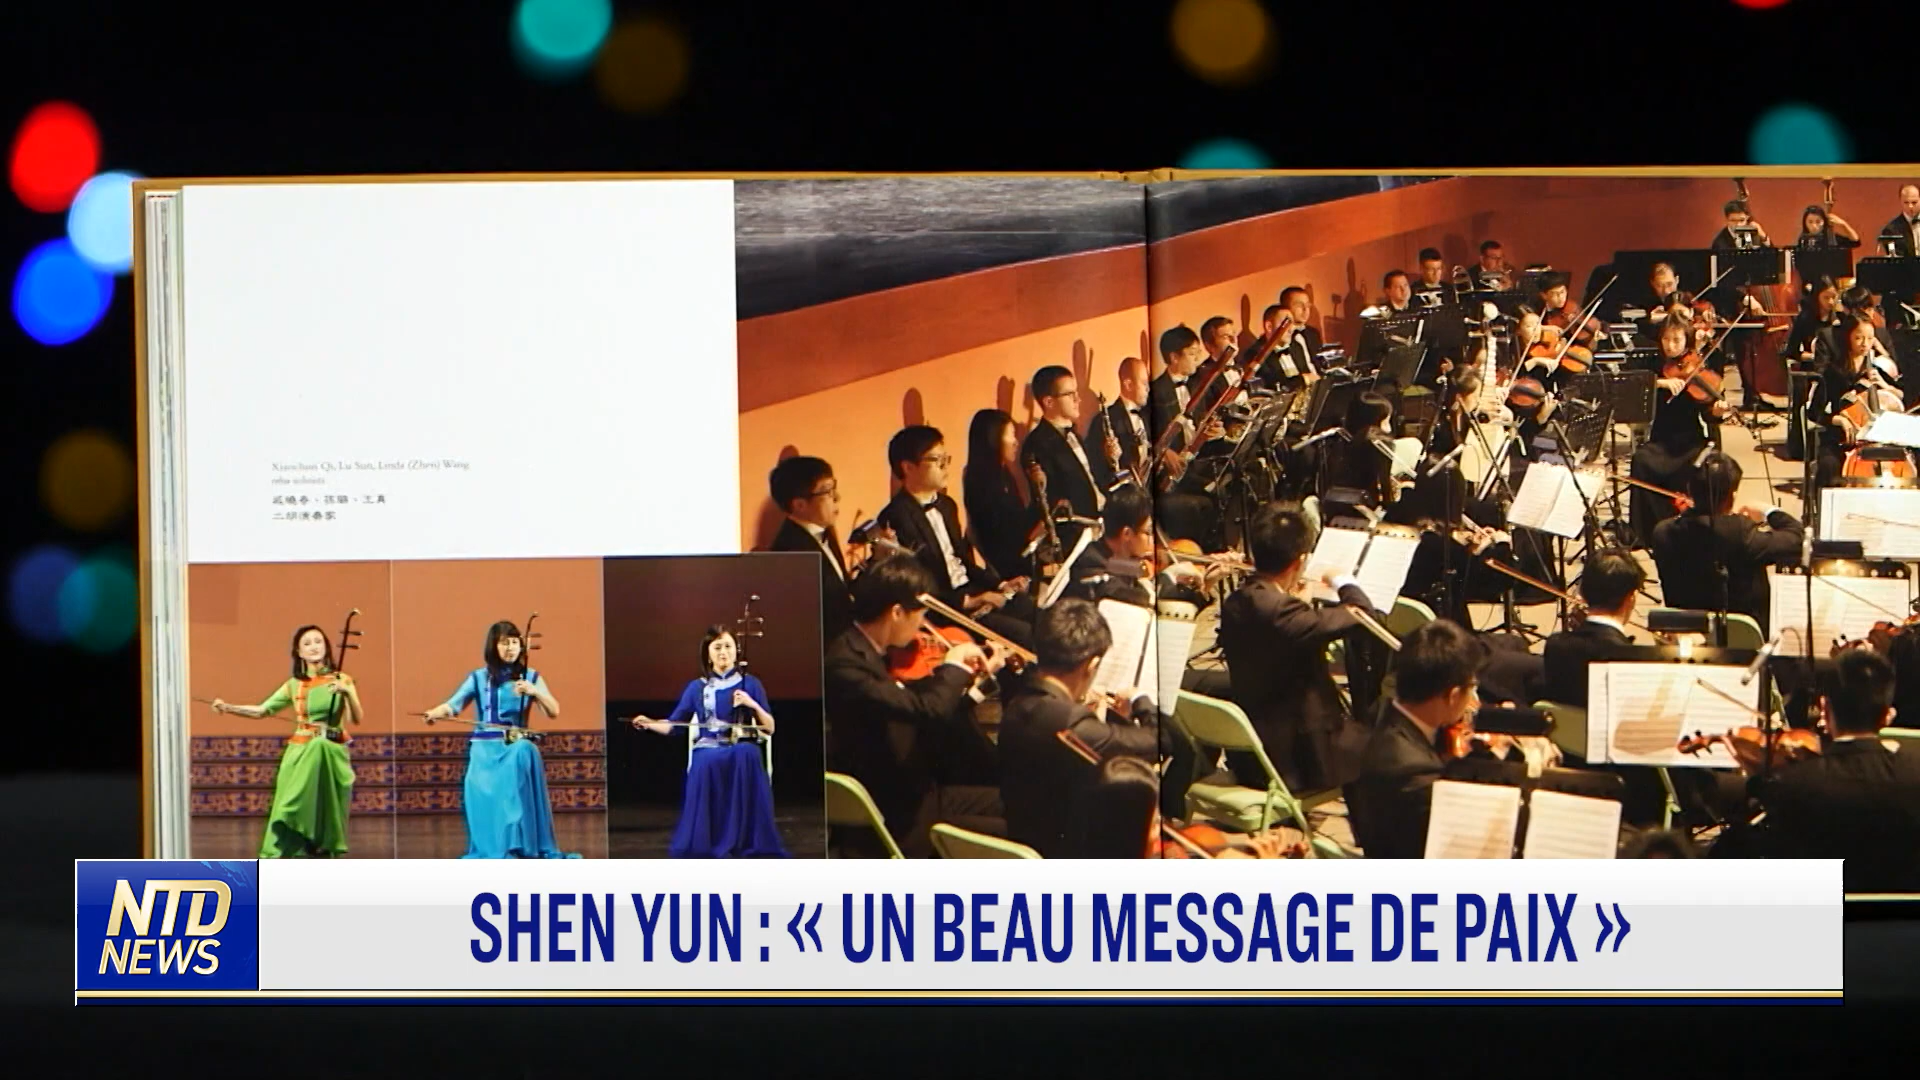 Xiaochun Qi, Lu Sun, Linda (Zhen) Wang
erhu soloists
戚曉春、孫璐、王真
二胡演奏家
NTD
NEWS
SHEN YUN : « UN BEAU MESSAGE DE PAIX »